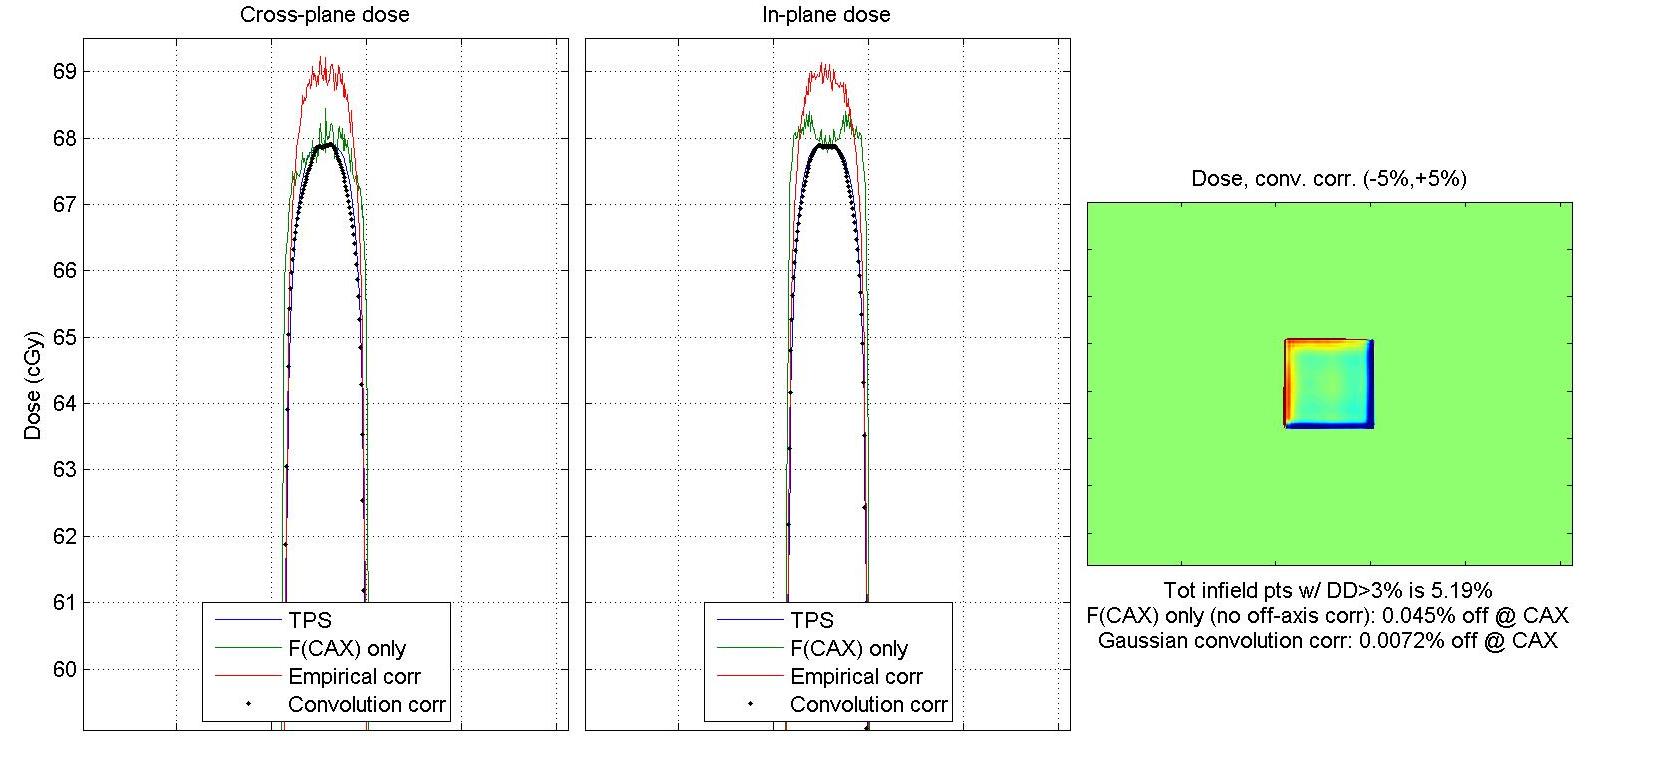 Cross-plane dose
In-plane dose
69
68
67
66
65
64
63
62
61
60
Dose (cGy)
TPS
F(CAX) only
Empirical corr
Convolution corr
TPS
F(CAX) only
Empirical corr
Convolution corr
Dose, conv. corr. (-5%,+5%)
Tot infield pts w/ DD>3% is 5.19%
F(CAX) only (no off-axis corr): 0.045% off @ CAX
Gaussian convolution corr: 0.0072% off @ CAX